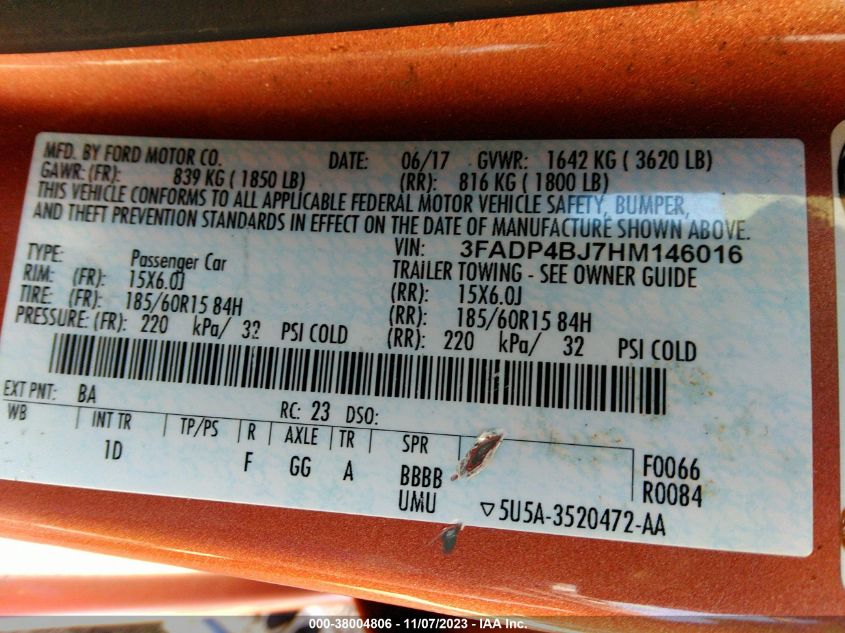 MFD. BY FORD MOTOR CO. DATE: 06/17 GVWR: 1642 KG ( 3620 LB)
GAWR: (FR): 839 KG ( 1850 LB) (RR): 816 KG ( 1800 LB)
THIS VEHICLE CONFORMS TO ALL APPLICABLE FEDERAL MOTOR VEHICLE SAFETY, BUMPER,
AND THEFT PREVENTION STANDARDS IN EFFECT ON THE DATE OF MANUFACTURE SHOWN ABOVE.
VIN: 3FADP4BJ7HM146016
TYPE: Passenger Car TRAILER TOWING - SEE OWNER GUIDE
RIM: (FR): 15X6.0J (RR): 15X6.0J
TIRE: (FR): 185/60R15 84H (RR): 185/60R15 84H
PRESSURE: (FR): 220 kPa/ 32 PSI COLD (RR): 220 kPa/ 32 PSI COLD
EXT PNT: BA RC: 23 DSO:
WB INT TR TP/PS R AXLE TR SPR
1D F GG A BBBB F0066
UMU R0084
▽5U5A-3520472-AA
000-38004806 - 11/07/2023 - IAA Inc.